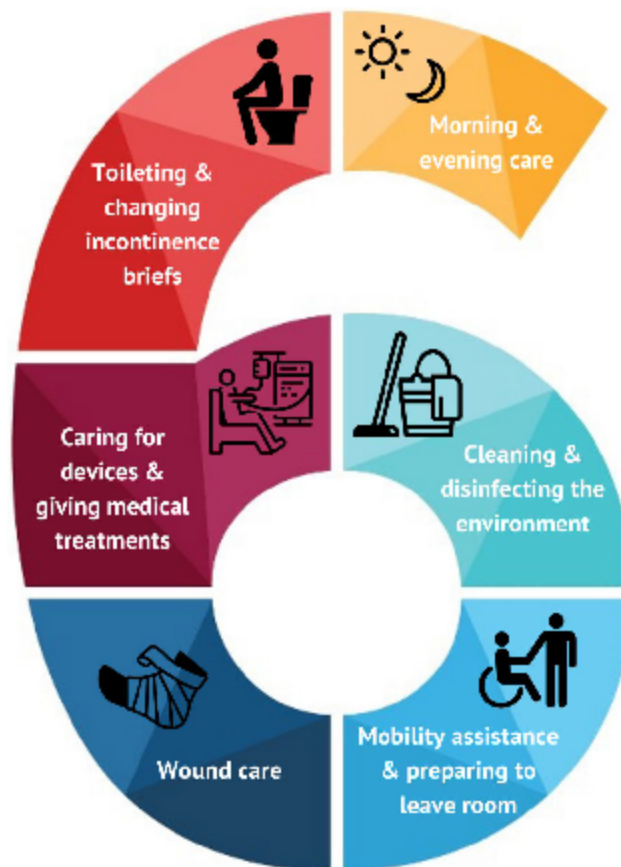 Morning &
evening care
Toileting &
changing
incontinence
briefs
Caring for
devices &
giving medical
treatments
Cleaning &
disinfecting the
environment
Wound care
Mobility assistance
& preparing to
leave room